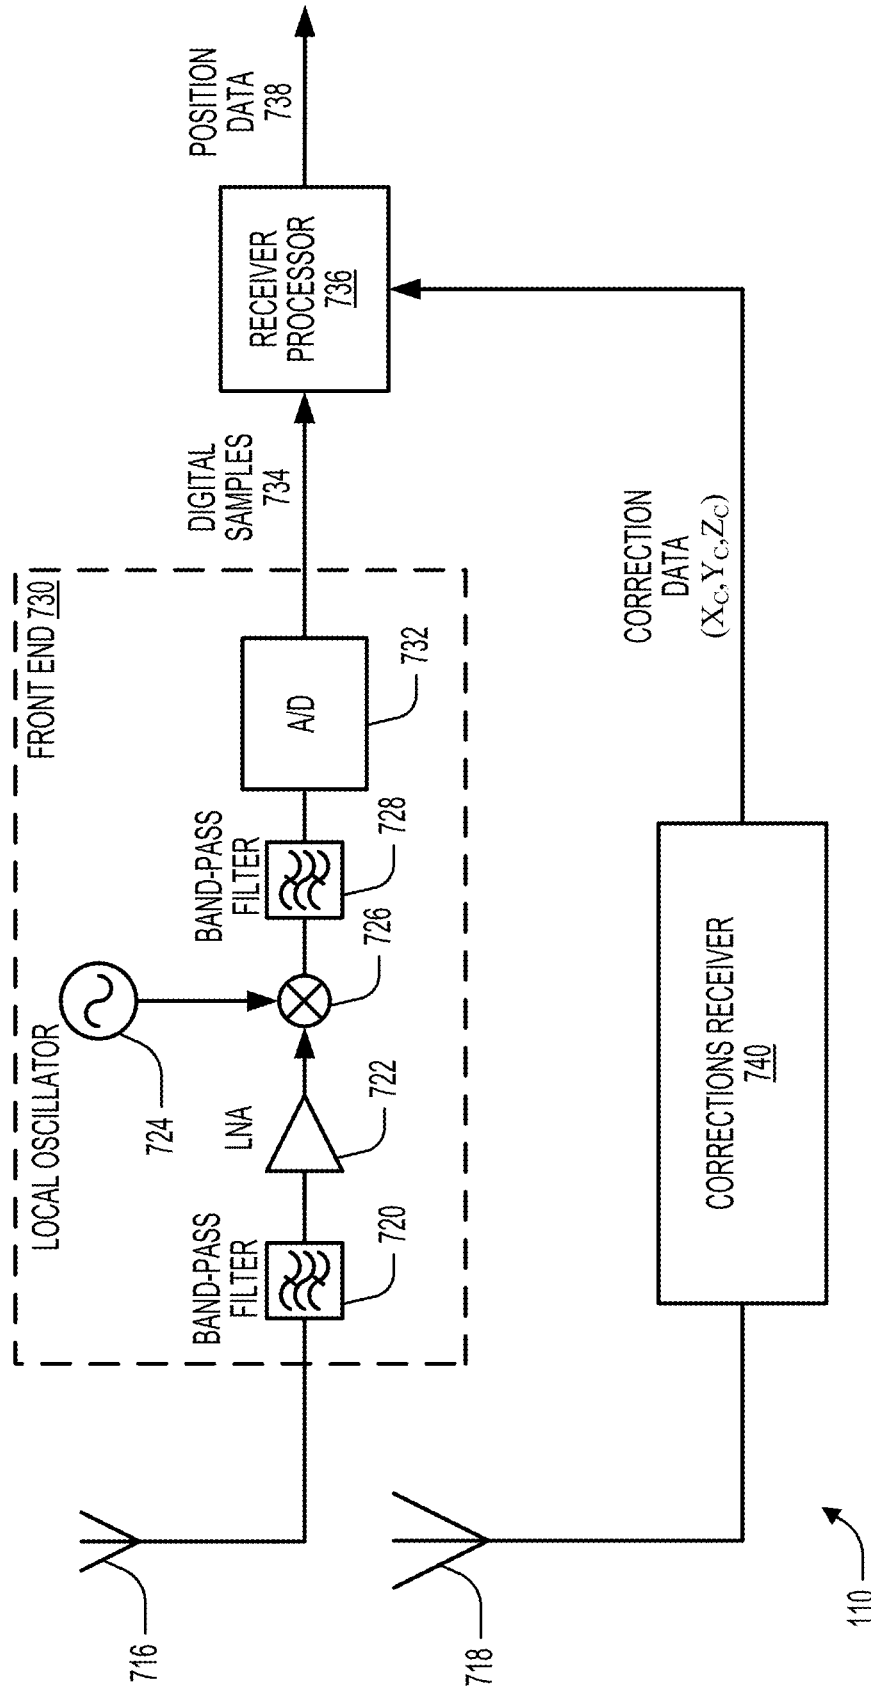 FRONT END 730
LOCAL OSCILLATOR
724
BAND-PASS
FILTER
720
LNA
722
726
BAND-PASS
FILTER
728
A/D
732
DIGITAL
SAMPLES
734
RECEIVER
PROCESSOR
736
POSITION
DATA
738
716
718
CORRECTIONS RECEIVER
740
CORRECTION
DATA
(X_C,Y_C,Z_C)
110